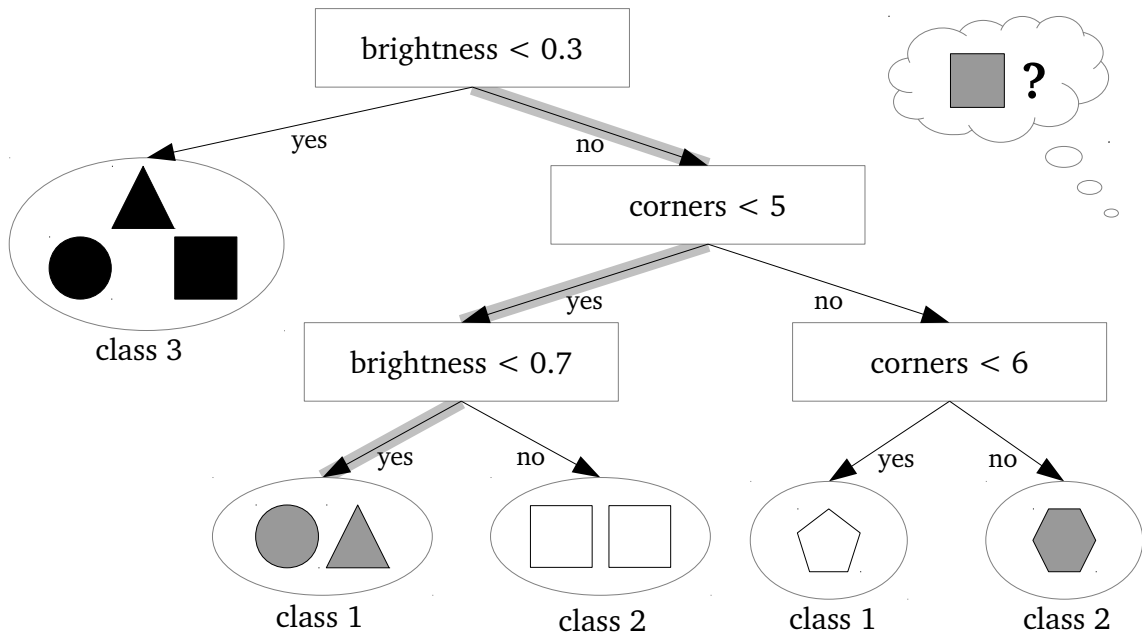 brightness < 0.3
?
yes
no
corners < 5
class 3
yes
no
brightness < 0.7
corners < 6
yes
no
yes
no
class 1
class 2
class 1
class 2